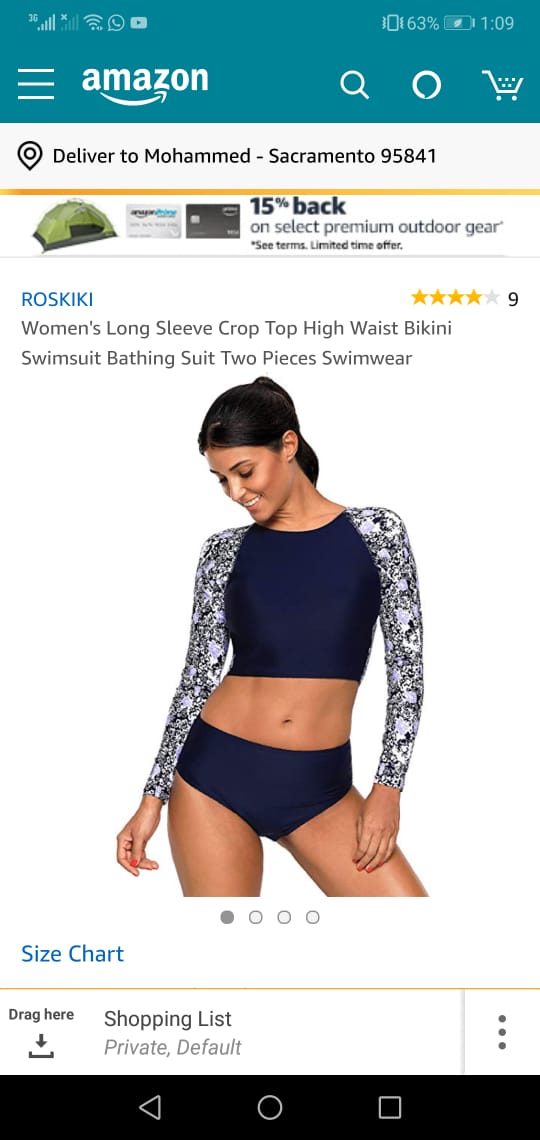 3G
63%
1:09
amazon
Deliver to Mohammed - Sacramento 95841
15% back
on select premium outdoor gear*
*See terms. Limited time offer.
ROSKIKI
9
Women's Long Sleeve Crop Top High Waist Bikini
Swimsuit Bathing Suit Two Pieces Swimwear
Size Chart
Drag here
Shopping List
Private, Default